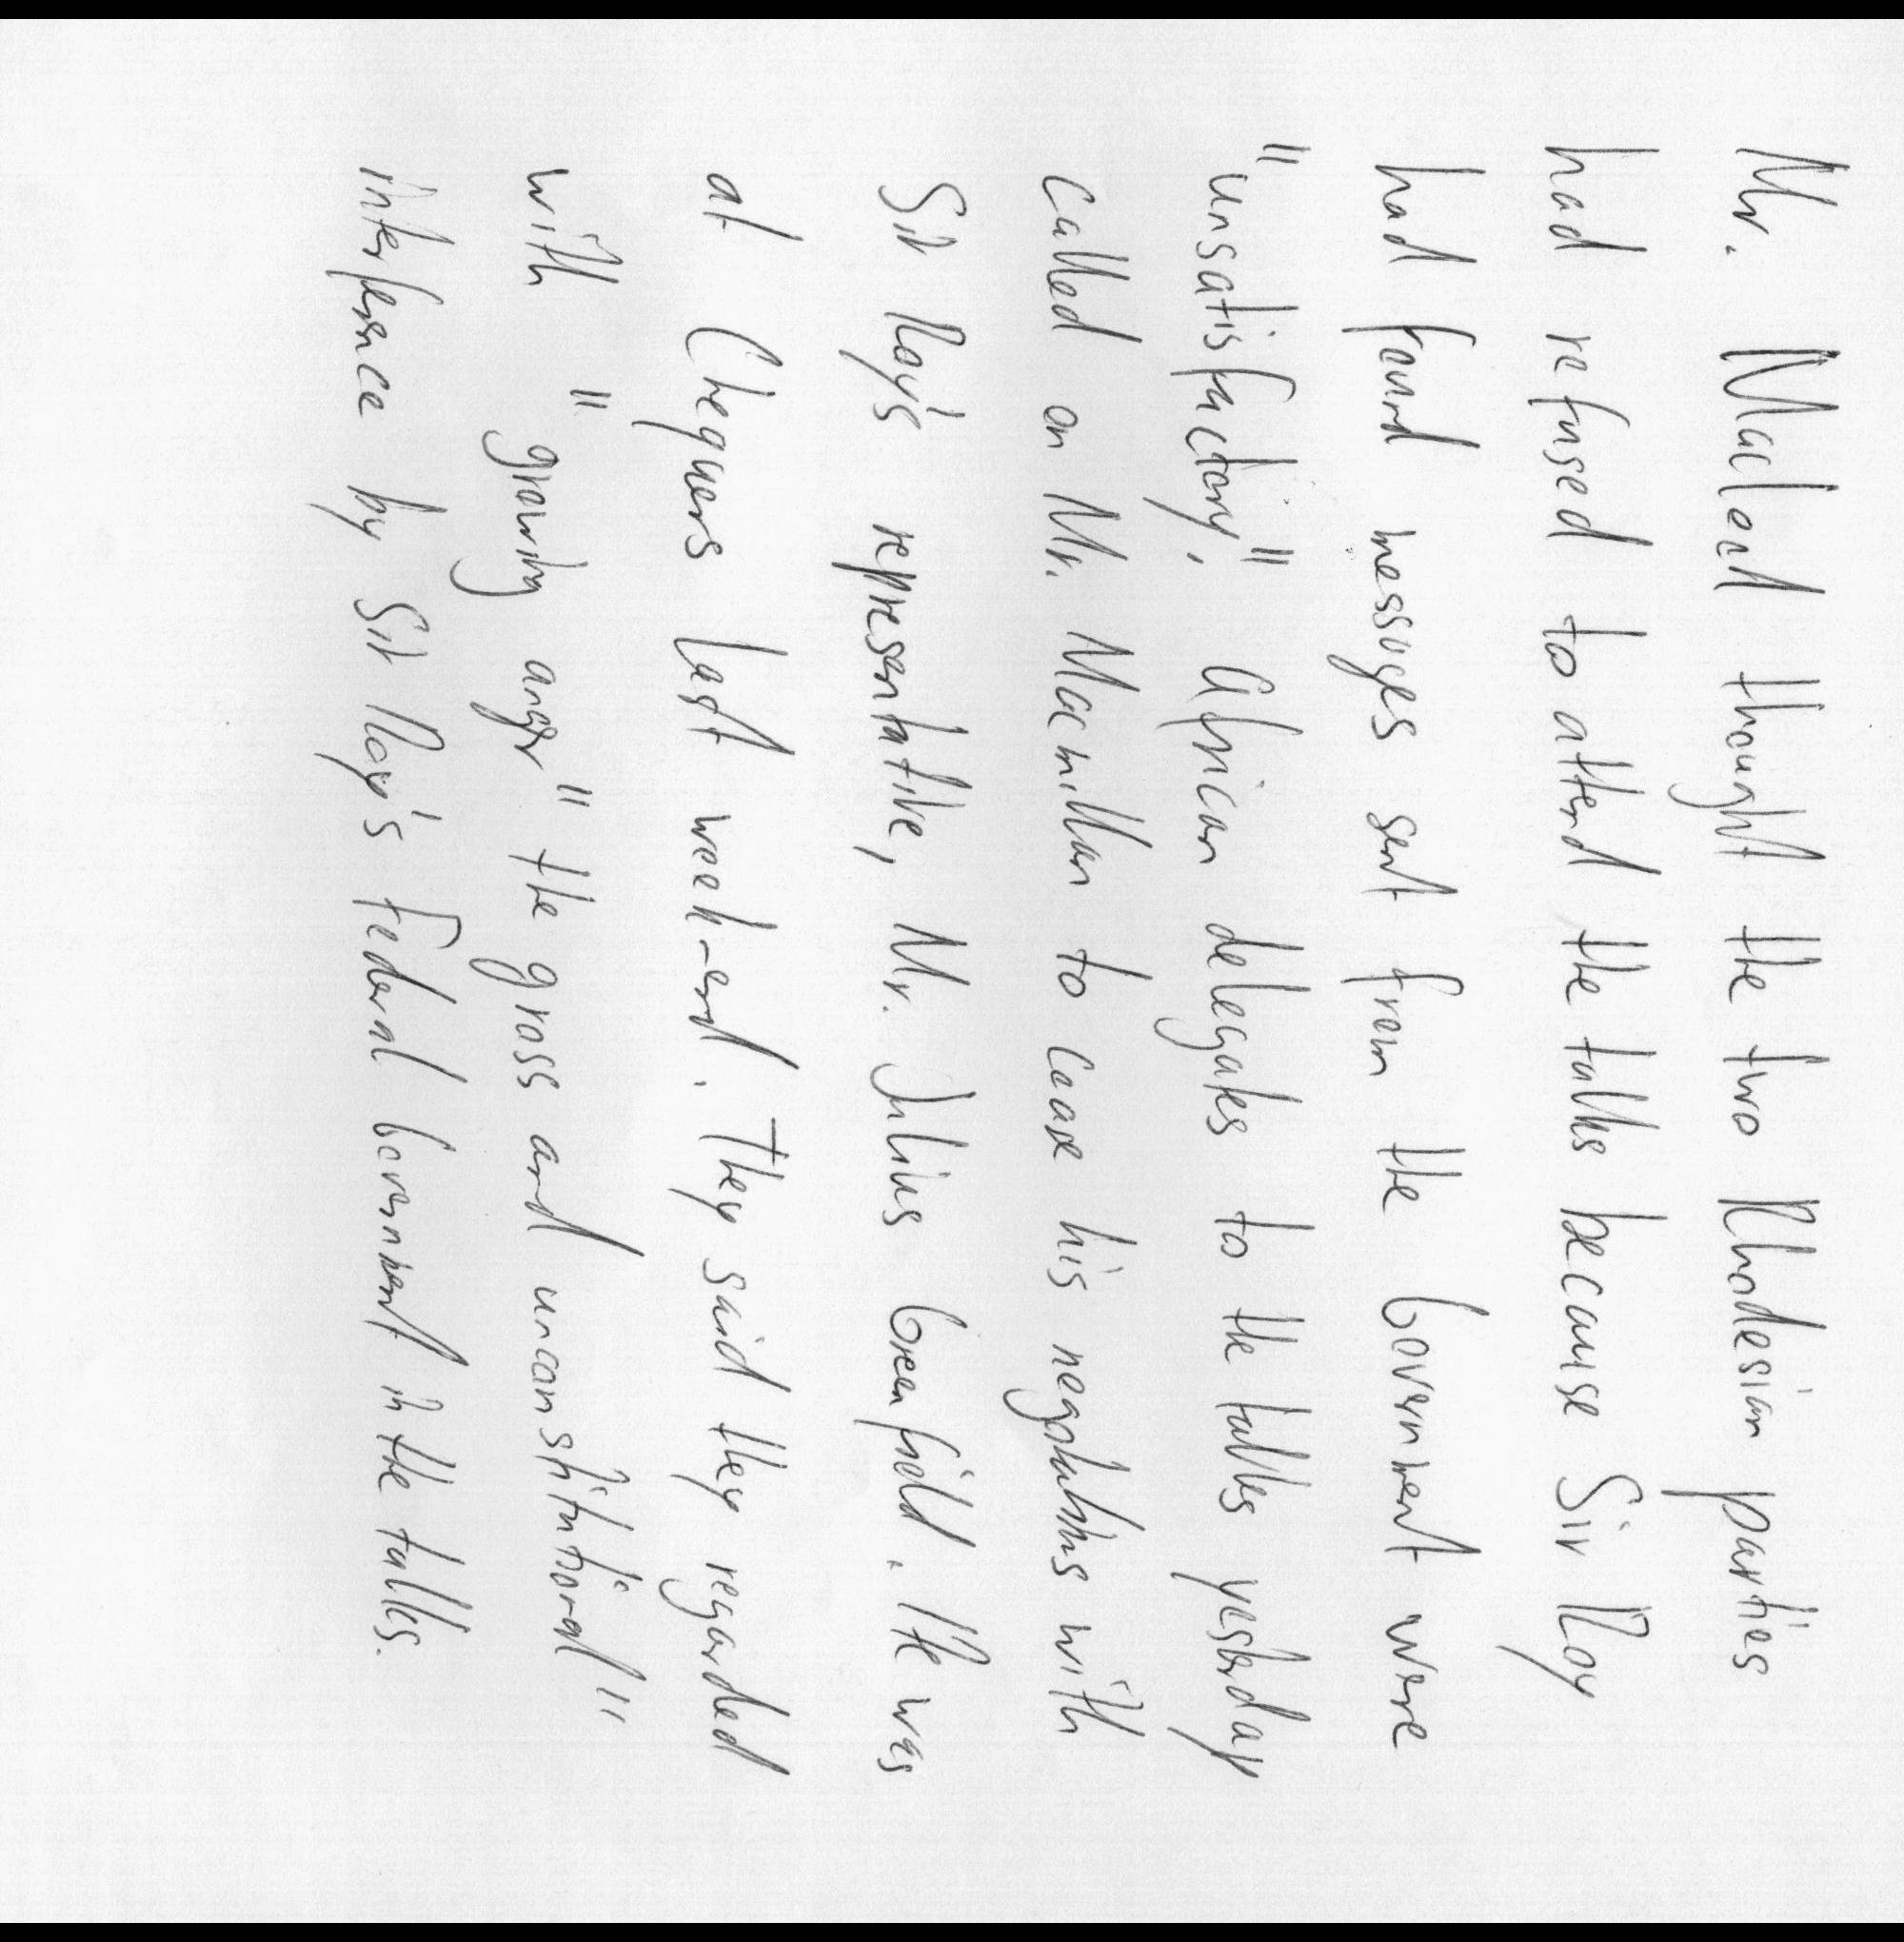 Mr. Macleod thought the two Rhodesian parties
had refused to attend the talks because Sir Roy
had found messages sent from the Government were
"unsatisfactory". African delegates to the talks yesterday
called on Mr. Macmillan to cease his negotiations with
Sir Roy's representative, Mr. Julius Greenfield. He was
at Chequers last week-end. They said they regarded
with "growing anger" the gross and unconstitutional"
interference by Sir Roy's Federal Government in the talks.